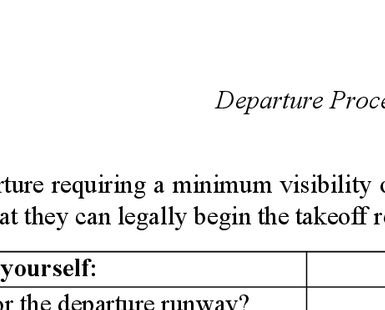 Departure Proce
rture requiring a minimum visibility o
at they can legally begin the takeoff r
yourself:
or the departure runway?